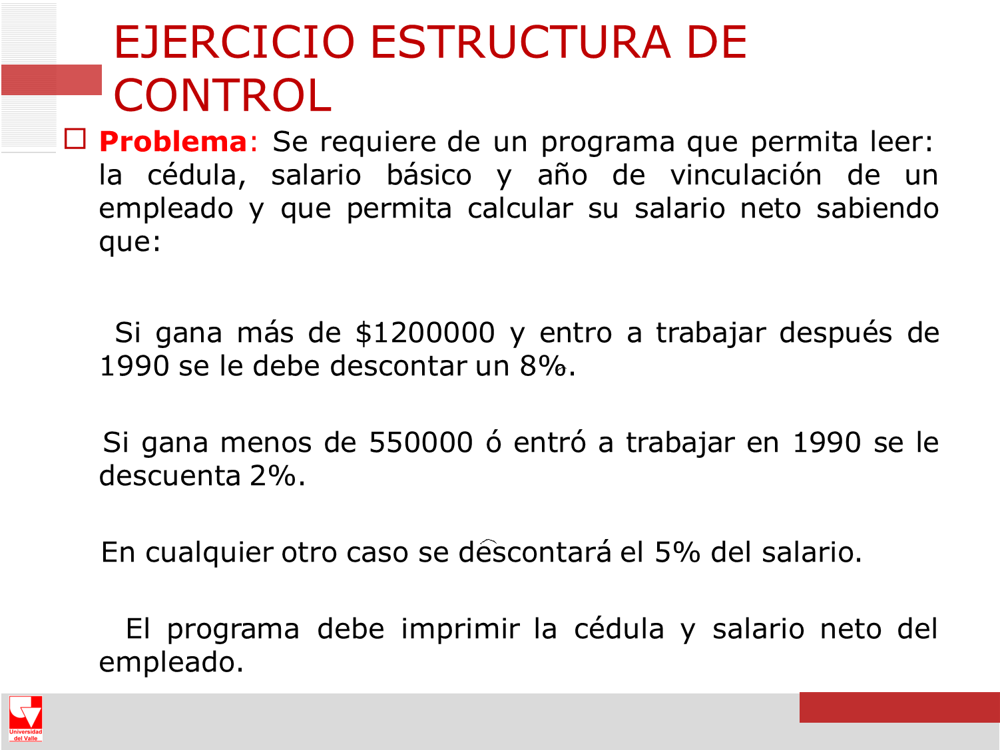 EJERCICIO ESTRUCTURA DE
CONTROL
Problema: Se requiere de un programa que permita leer:
la cédula, salario básico y año de vinculación de un
empleado y que permita calcular su salario neto sabiendo
que:
Si gana más de $1200000 y entro a trabajar después de
1990 se le debe descontar un 8%.
Si gana menos de 550000 ó entró a trabajar en 1990 se le
descuenta 2%.
En cualquier otro caso se descontará el 5% del salario.
El programa debe imprimir la cédula y salario neto del
empleado.
Universidad
del Valle